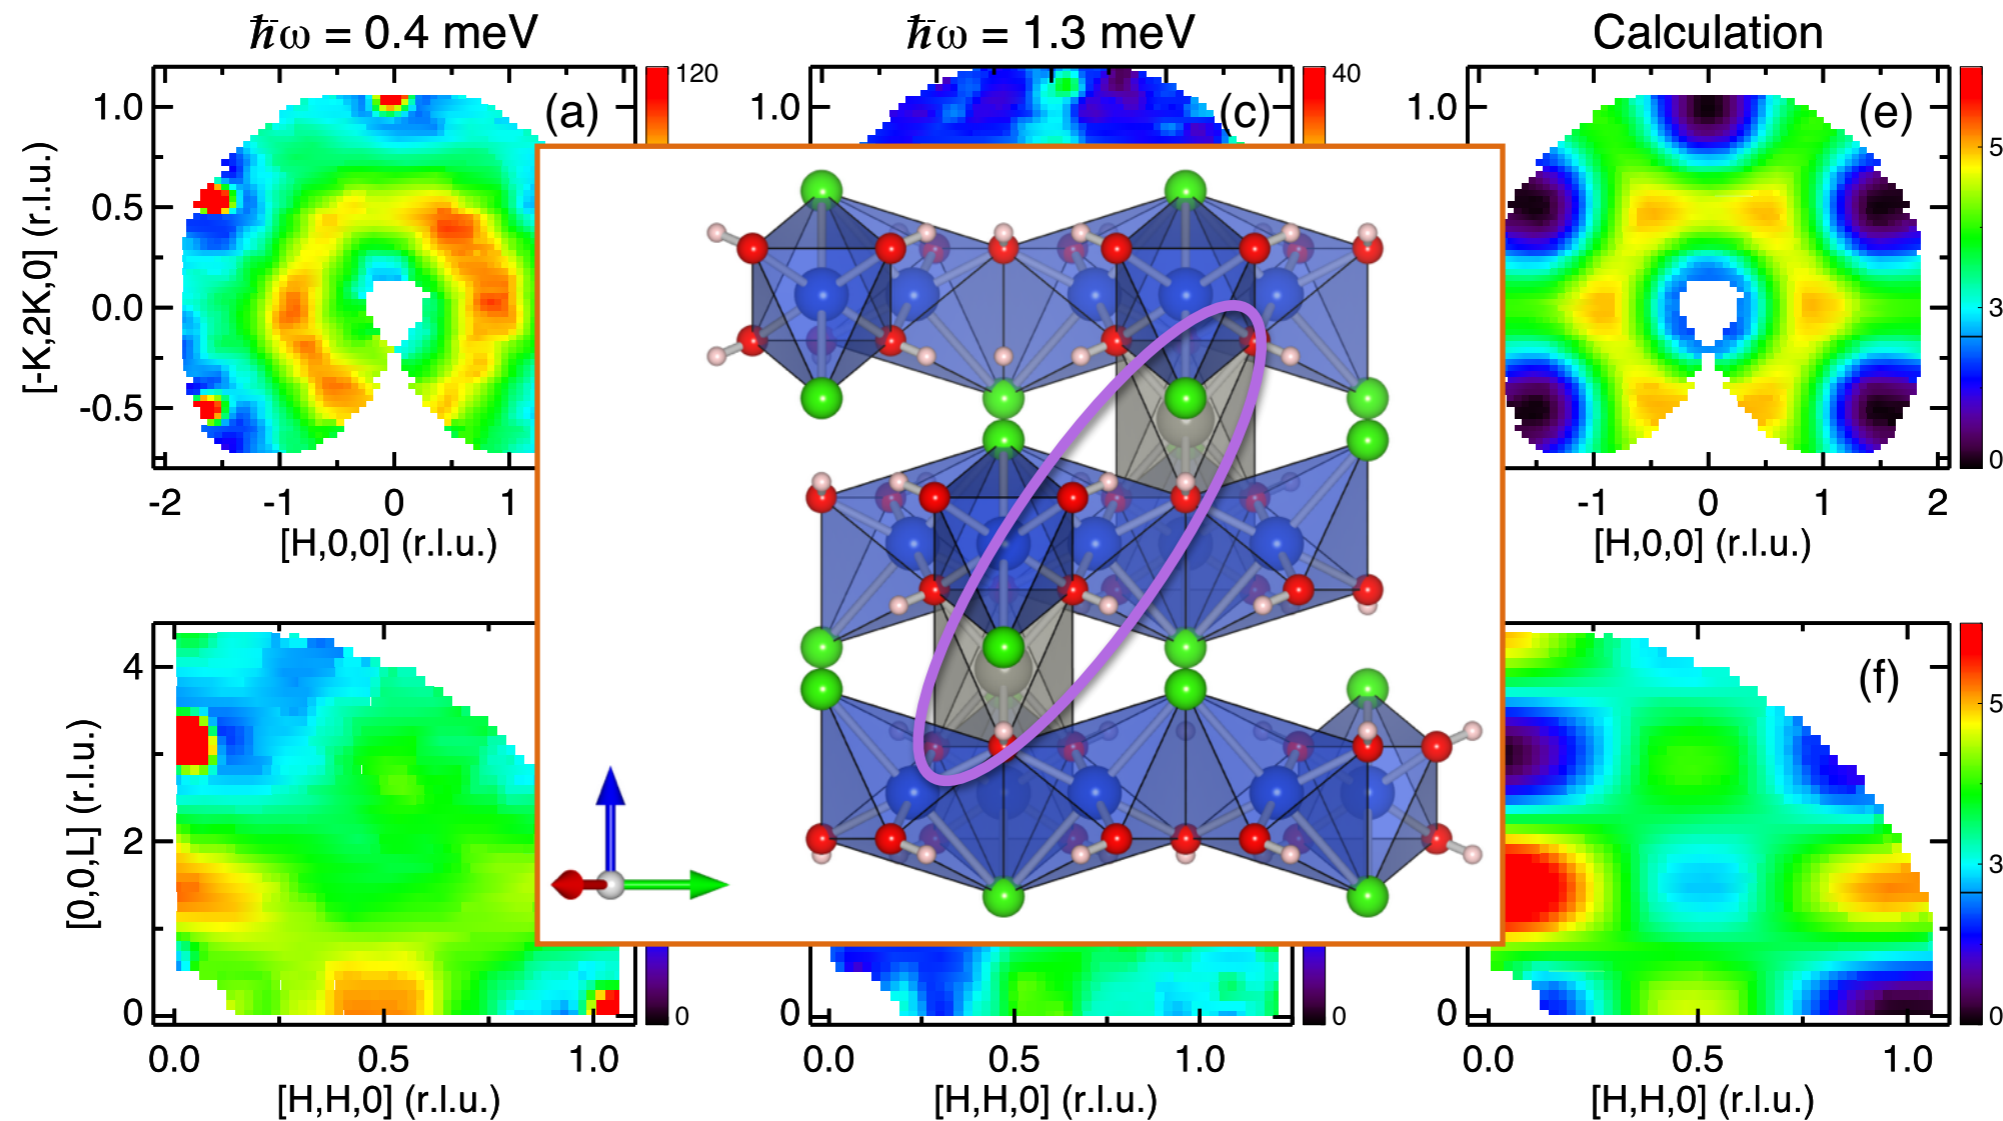 ħω = 0.4 meV
ħω = 1.3 meV
Calculation
[-K,2K,0] (r.l.u.)
1.0
0.5
0.0
-0.5
(a)
120
-2
-1
0
1
[H,0,0] (r.l.u.)
1.0
(c)
40
1.0
(e)
5
3
0
-1
0
1
2
[H,0,0] (r.l.u.)
[0,0,L] (r.l.u.)
4
2
0
0
0.0
0.5
1.0
[H,H,0] (r.l.u.)
0
0
0.0
0.5
1.0
[H,H,0] (r.l.u.)
0
(f)
5
3
0
0.0
0.5
1.0
[H,H,0] (r.l.u.)